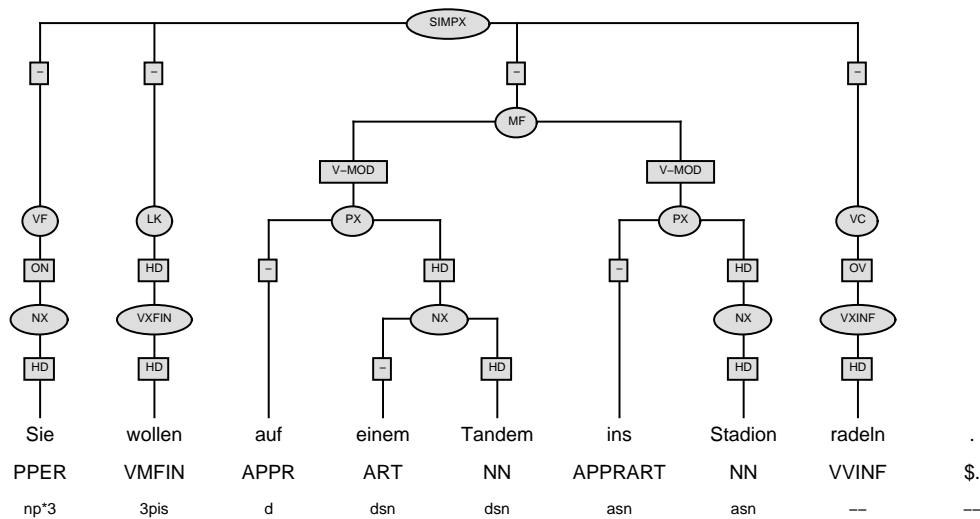 SIMPX
– – – –
MF
V–MOD V–MOD
VF LK PX PX VC
ON HD – HD – HD OV
NX VXFIN NX NX VXINF
HD HD – HD HD HD
Sie wollen auf einem Tandem ins Stadion radeln .
PPER VMFIN APPR ART NN APPRART NN VVINF $.
np*3 3pis d dsn dsn asn asn –– ––